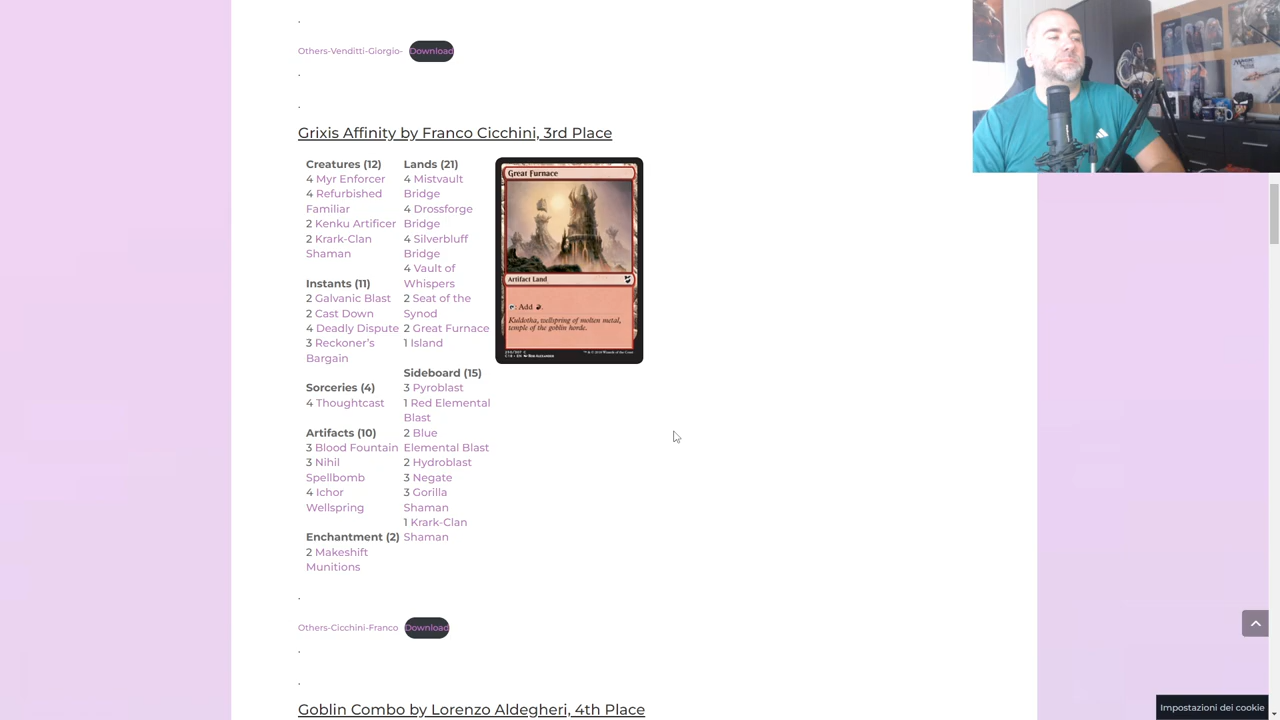 .
Others-Venditti-Giorgio- Download
.
.
Grixis Affinity by Franco Cicchini, 3rd Place
Creatures (12)
4 Myr Enforcer
4 Refurbished
Familiar
2 Kenku Artificer
2 Krark-Clan
Shaman
Instants (11)
2 Galvanic Blast
2 Cast Down
4 Deadly Dispute
3 Reckoner’s
Bargain
Sorceries (4)
4 Thoughtcast
Artifacts (10)
3 Blood Fountain
3 Nihil
Spellbomb
4 Ichor
Wellspring
Enchantment (2)
2 Makeshift
Munitions
Lands (21)
4 Mistvault
Bridge
4 Drossforge
Bridge
4 Silverbluff
Bridge
4 Vault of
Whispers
2 Seat of the
Synod
2 Great Furnace
1 Island
Sideboard (15)
3 Pyroblast
1 Red Elemental
Blast
2 Blue
Elemental Blast
2 Hydroblast
3 Negate
3 Gorilla
Shaman
1 Krark-Clan
Shaman
Great Furnace
Artifact Land
: Add
Kuldotha, wellspring of molten metal,
temple of the goblin horde.
.
Others-Cicchini-Franco Download
.
.
Goblin Combo by Lorenzo Aldegheri, 4th Place
Impostazioni dei cookie